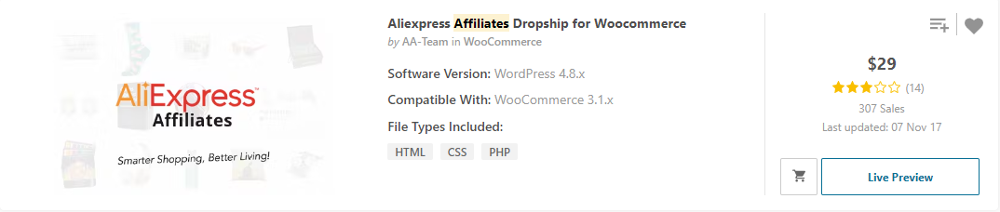 AliExpress™
Affiliates
Smarter Shopping, Better Living!
Aliexpress Affiliates Dropship for Woocommerce
by AA-Team in WooCommerce
Software Version: WordPress 4.8.x
Compatible With: WooCommerce 3.1.x
File Types Included:
HTML CSS PHP
$29
(14)
307 Sales
Last updated: 07 Nov 17
Live Preview